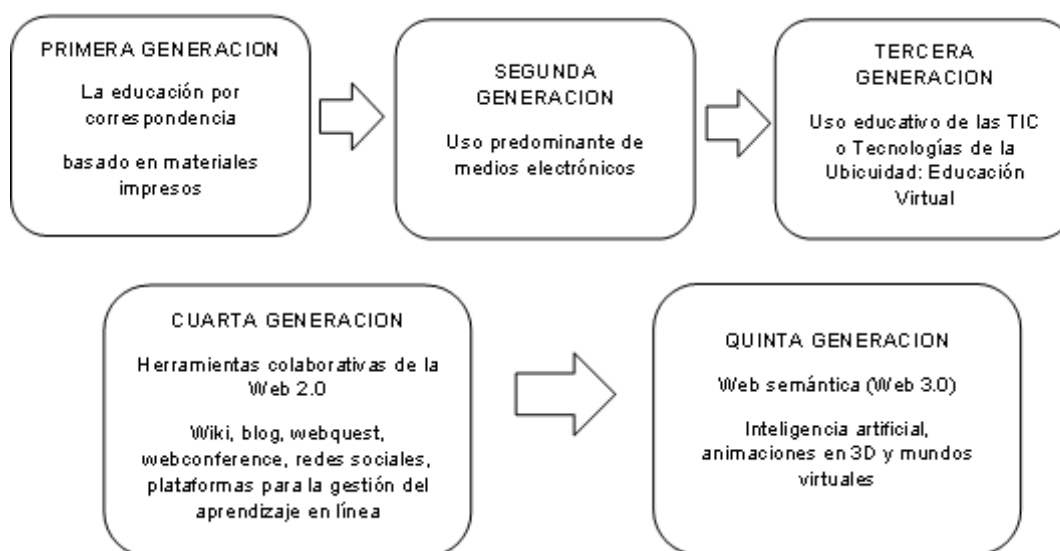 PRIMERA GENERACION
La educación por
correspondencia
basado en materiales
impresos
SEGUNDA
GENERACION
Uso predominante de
medios electrónicos
TERCERA
GENERACION
Uso educativo de las TIC
o Tecnologías de la
Ubicuidad: Educación
Virtual
CUARTA GENERACION
Herramientas colaborativas de la
Web 2.0
Wiki, blog, webquest,
webconference, redes sociales,
plataformas para la gestión del
aprendizaje en línea
QUINTA GENERACION
Web semántica (Web 3.0)
Inteligencia artificial,
animaciones en 3D y mundos
virtuales